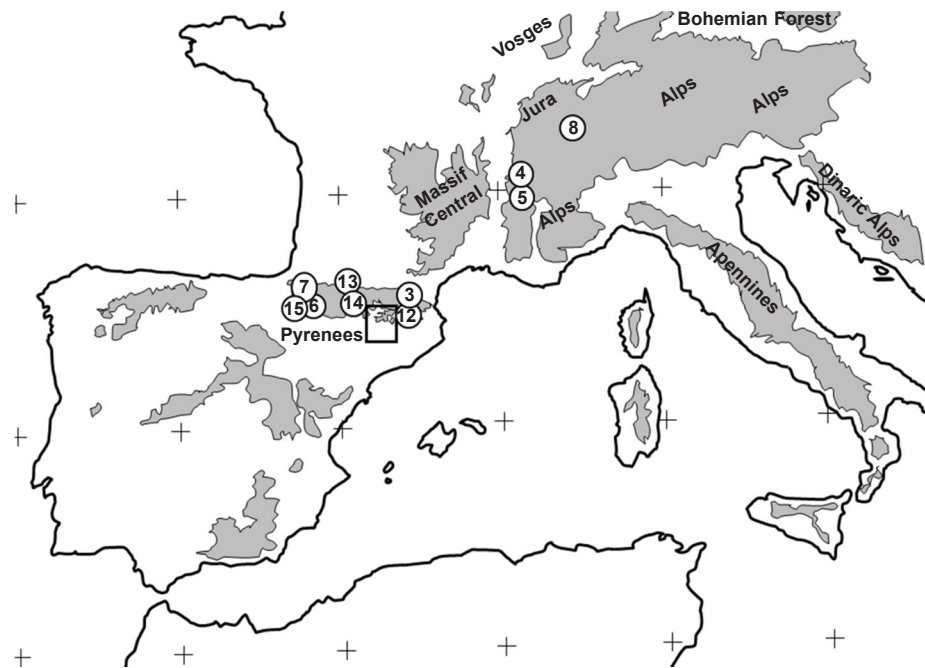 Bohemian Forest
Vosges
Alps
Alps
Jura
8
4
Massif
Central
5
Alps
Dinaric Alps
Apennines
13
7
3
14
6
15
12
Pyrenees